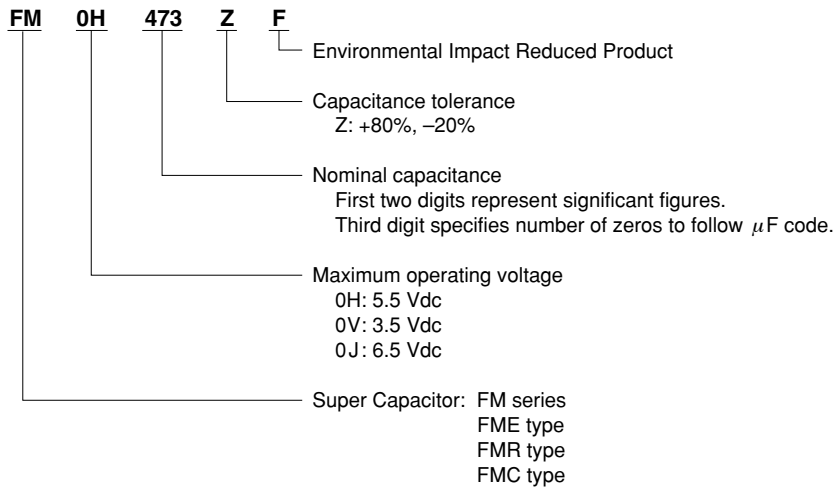 FM 0H 473 Z F
Environmental Impact Reduced Product
Capacitance tolerance
Z: +80%, –20%
Nominal capacitance
First two digits represent significant figures.
Third digit specifies number of zeros to follow μF code.
Maximum operating voltage
0H: 5.5 Vdc
0V: 3.5 Vdc
0J: 6.5 Vdc
Super Capacitor: FM series
FME type
FMR type
FMC type